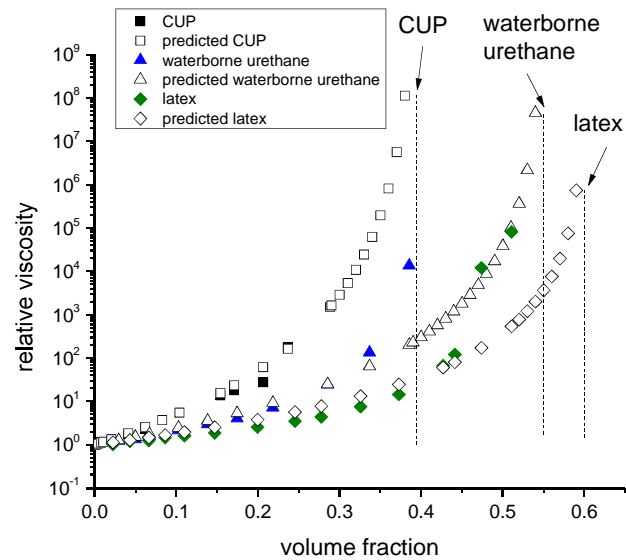 CUP
predicted CUP
waterborne urethane
predicted waterborne urethane
latex
predicted latex
CUP
waterborne
urethane
latex
10⁹
10⁸
10⁷
10⁶
10⁵
10⁴
10³
10²
10¹
10⁰
10⁻¹
relative viscosity
0.0 0.1 0.2 0.3 0.4 0.5 0.6
volume fraction